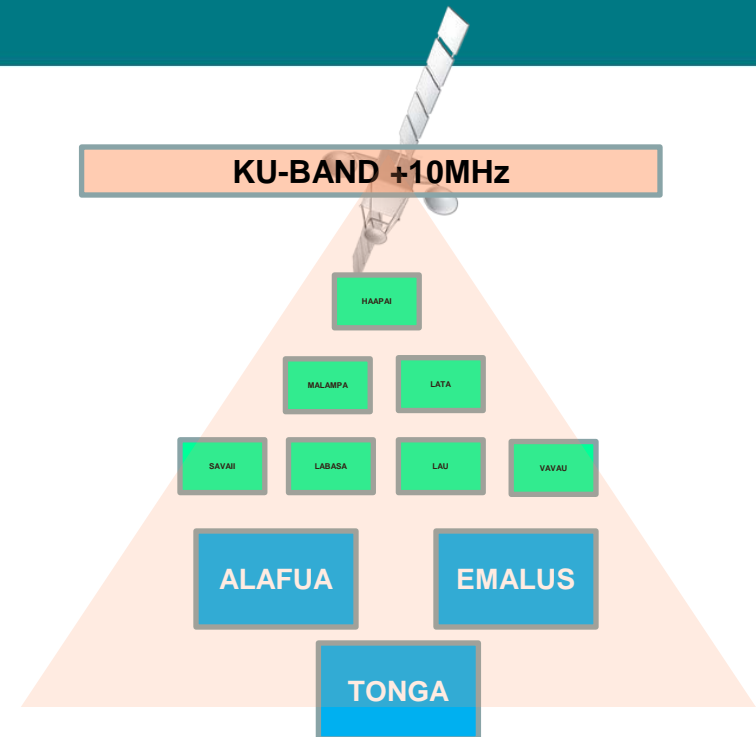 KU-BAND +10MHz
HAAPAI
MALAMPA
LATA
SAVAII
LABASA
LAU
VAVAU
ALAFUA
EMALUS
TONGA